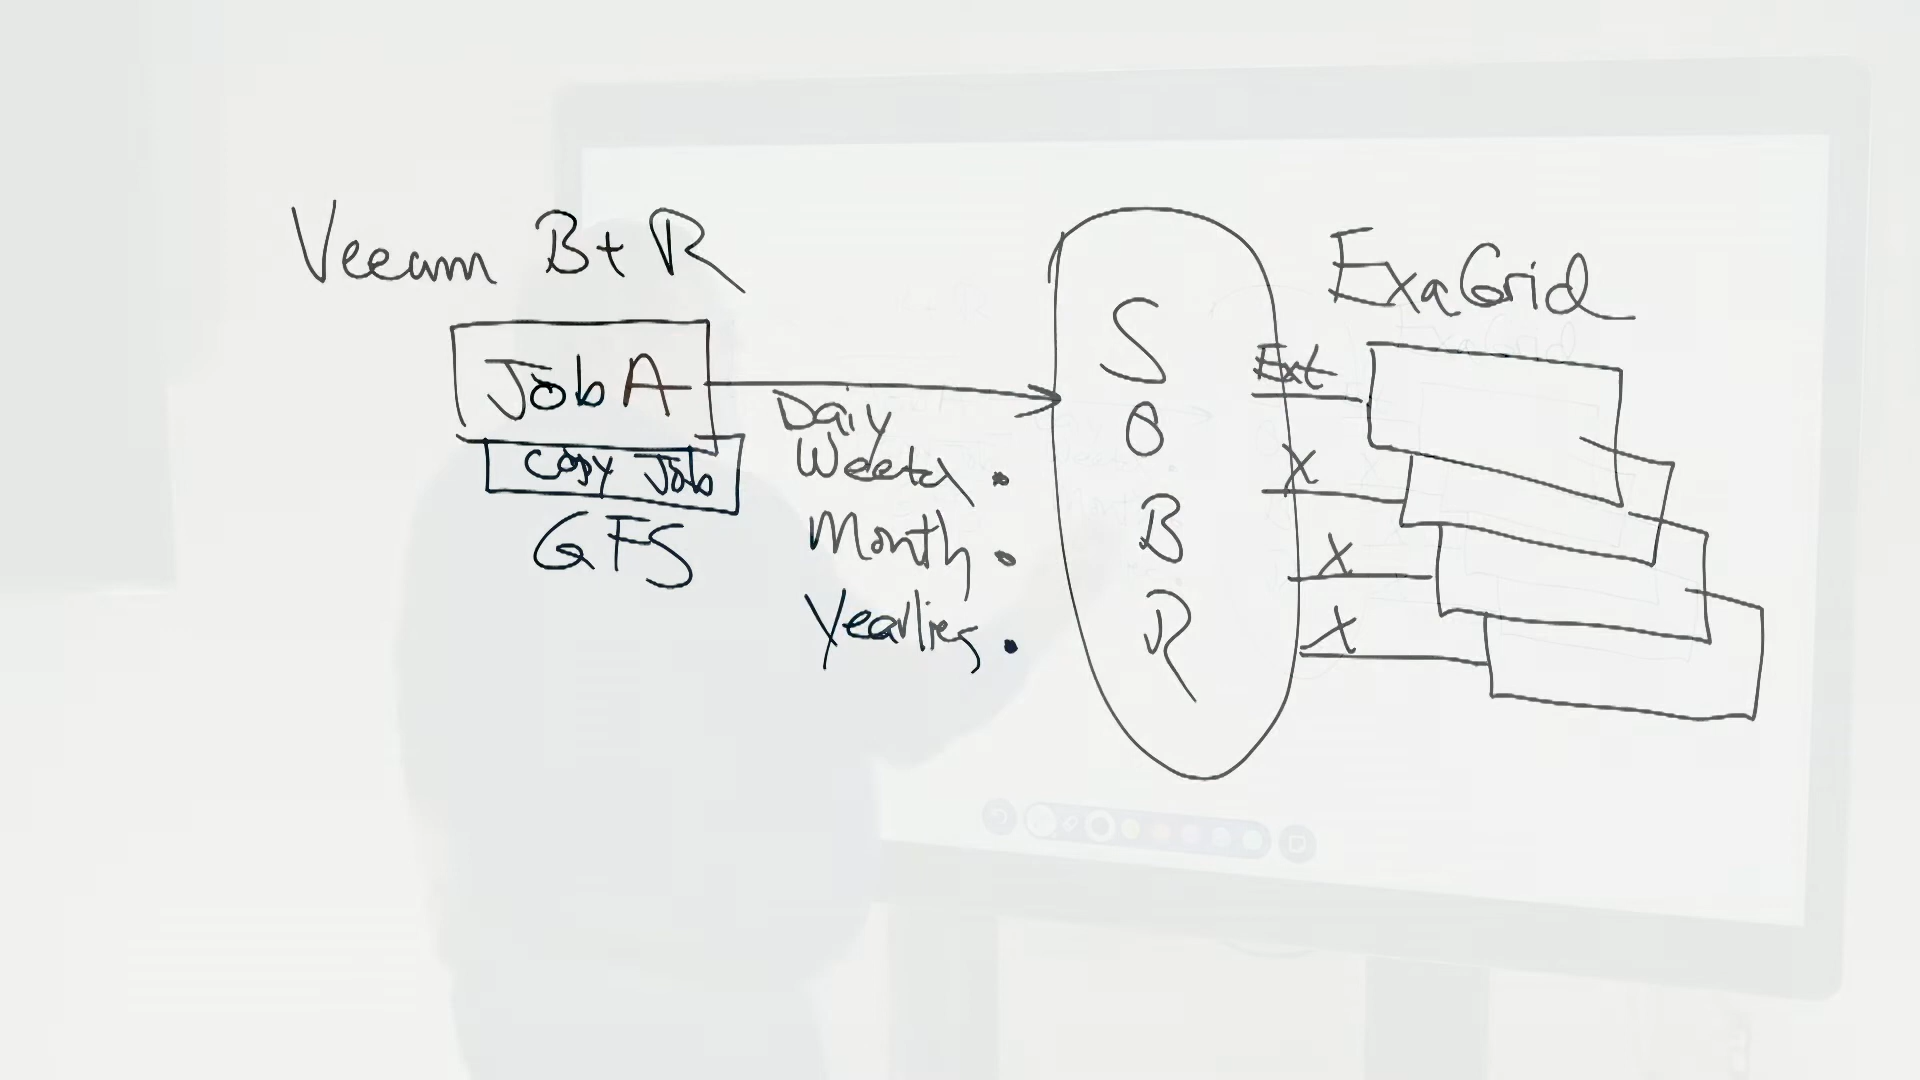 Veeam B+R
Job A
Copy Job
GFS
Daily
Weekly
Month
Yearlies
S
O
B
R
ExaGrid
Ext
X
X
X